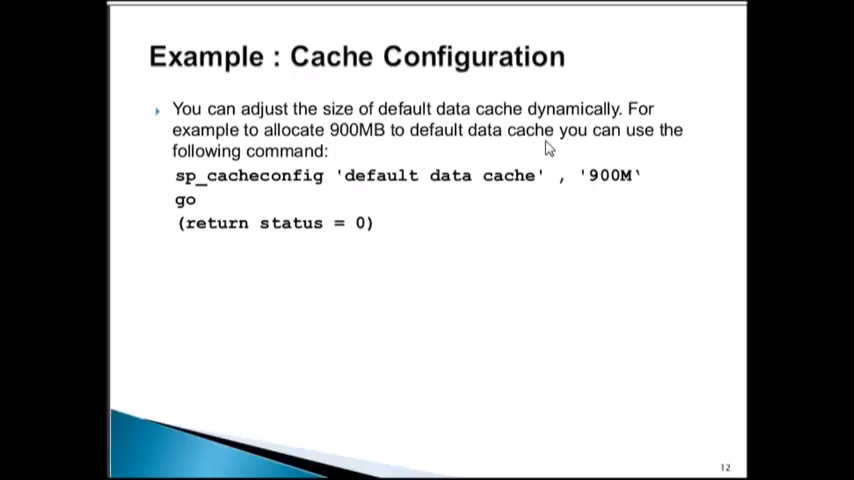 Example : Cache Configuration
You can adjust the size of default data cache dynamically. For
example to allocate 900MB to default data cache you can use the
following command:
sp_cacheconfig 'default data cache' , '900M‘
go
(return status = 0)
12